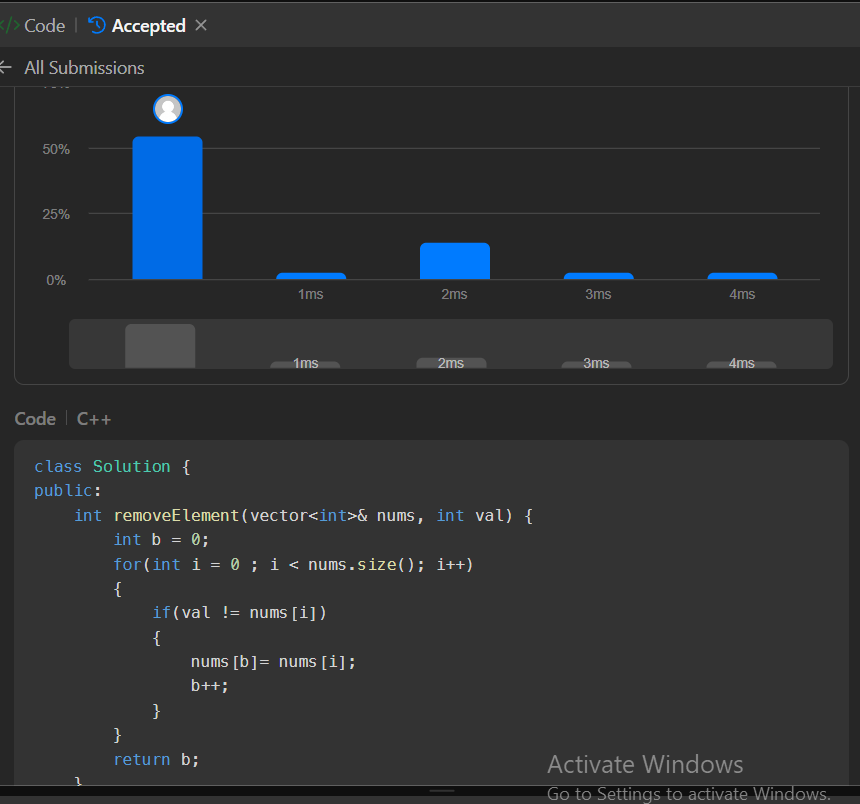 </> Code | Accepted ×
← All Submissions
50%
25%
0%
1ms 2ms 3ms 4ms
1ms 2ms 3ms 4ms
Code | C++
class Solution {
public:
    int removeElement(vector<int>& nums, int val) {
        int b = 0;
        for(int i = 0 ; i < nums.size(); i++)
        {
            if(val != nums[i])
            {
                nums[b]= nums[i];
                b++;
            }
        }
        return b;
    }
Activate Windows
Go to Settings to activate Windows.